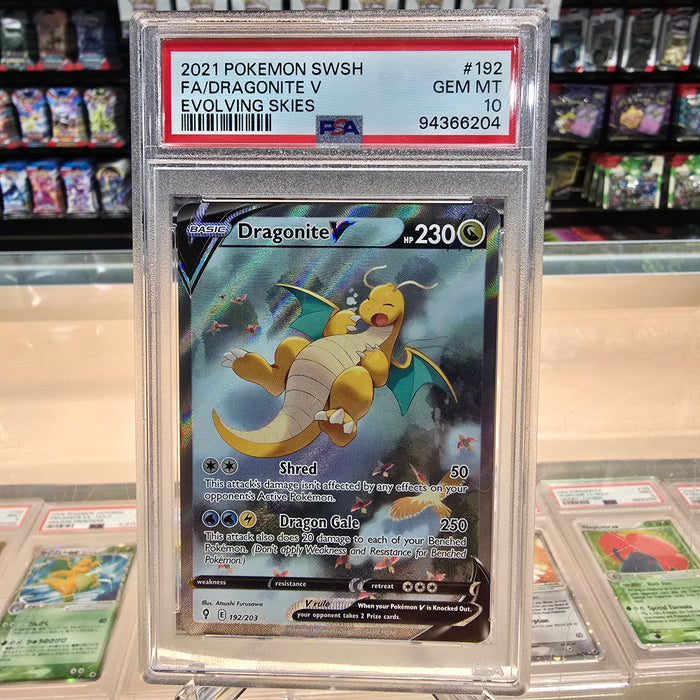 2021 POKEMON SWSH #192
FA/DRAGONITE V GEM MT
EVOLVING SKIES 10
PSA 94366204
BASIC Dragonite V HP 230
Shred 50
This attack's damage isn't affected by any effects on your
opponent's Active Pokémon.
Dragon Gale 250
This attack also does 20 damage to each of your Benched
Pokémon. (Don't apply Weakness and Resistance for Benched
Pokémon.)
weakness resistance retreat
Illus. Atsushi Furusawa
E 192/203
V rule When your Pokémon V is Knocked Out,
your opponent takes 2 Prize cards.